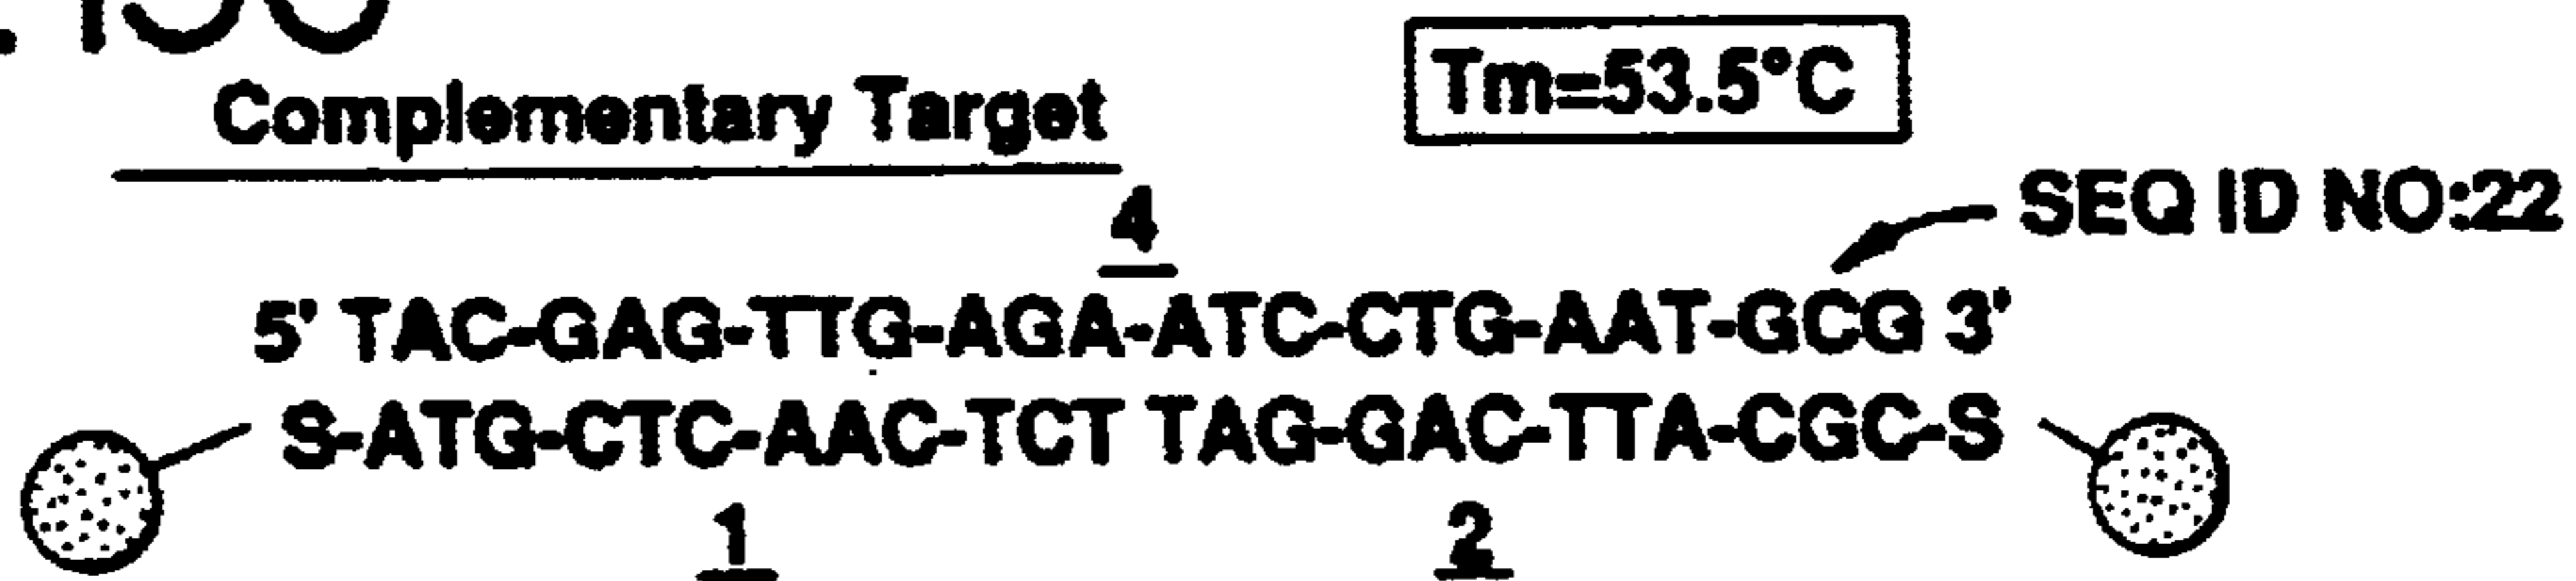 Complementary Target
Tm=53.5°C
4
SEQ ID NO:22
5' TAC-GAG-TTG-AGA-ATC-CTG-AAT-GCG 3'
S-ATG-CTC-AAC-TCT TAG-GAC-TTA-CGC-S
1 2